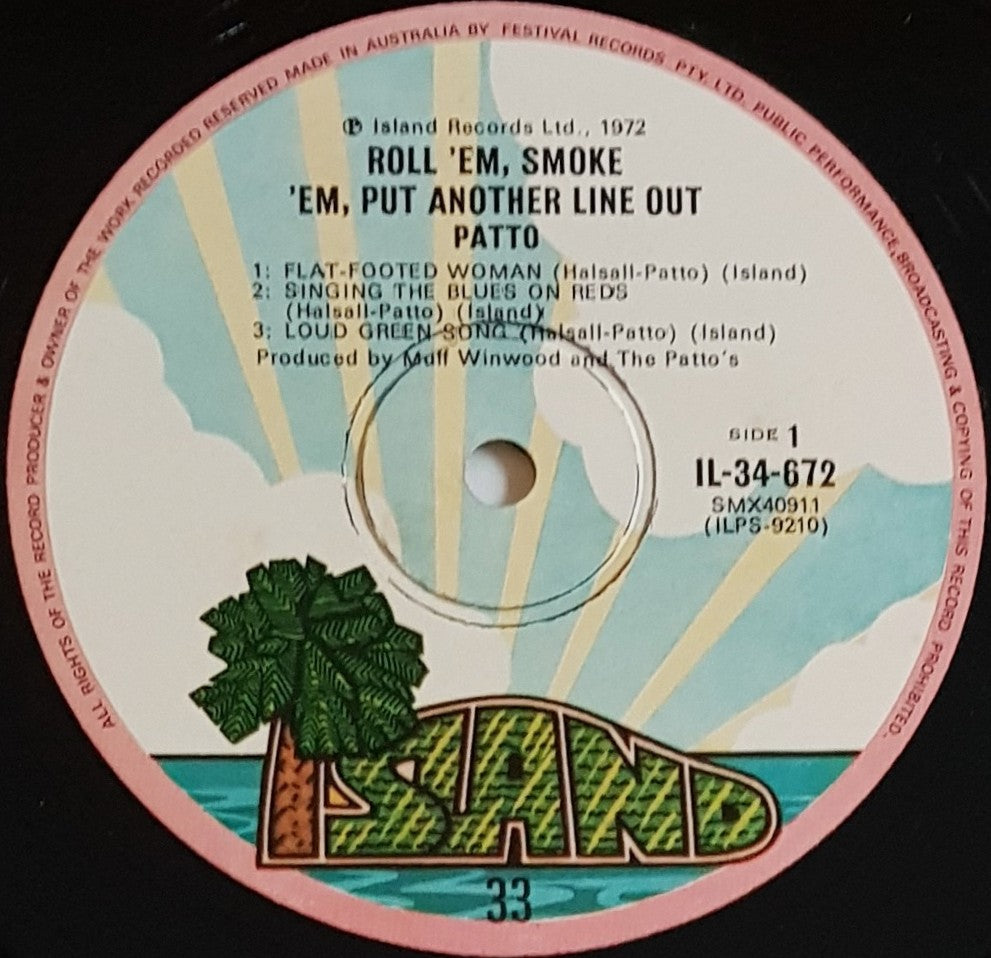 ALL RIGHTS OF THE RECORD PRODUCER & OWNER OF THE WORK RECORDED RESERVED MADE IN AUSTRALIA BY FESTIVAL RECORDS PTY. LTD. PUBLIC PERFORMANCE, BROADCASTING & COPYING OF THIS RECORD PROHIBITED.
℗ Island Records Ltd., 1972
ROLL 'EM, SMOKE
'EM, PUT ANOTHER LINE OUT
PATTO
1: FLAT-FOOTED WOMAN (Halsall-Patto) (Island)
2: SINGING THE BLUES ON REDS
(Halsall-Patto) (Island)
3: LOUD GREEN SONG (Halsall-Patto) (Island)
Produced by Muff Winwood and The Patto's
SIDE 1
IL-34-672
SMX40911
(ILPS-9210)
ISLAND
33